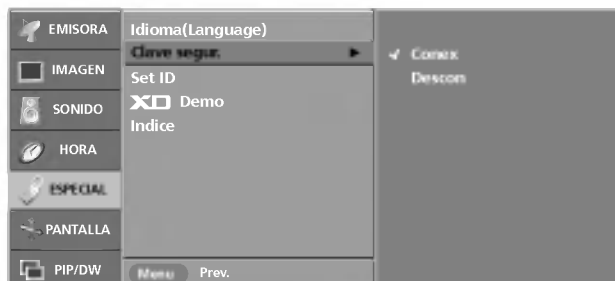 EMISORA
IMAGEN
SONIDO
HORA
ESPECIAL
PANTALLA
PIP/DW
Idioma(Language)
Clave segur.
Set ID
XD Demo
Indice
Menu Prev.
Conex
Descon